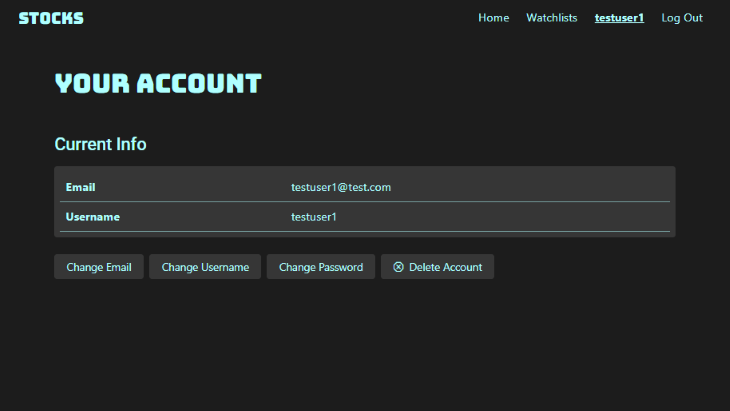 STOCKS Home Watchlists testuser1 Log Out
YOUR ACCOUNT
Current Info
Email testuser1@test.com
Username testuser1
Change Email Change Username Change Password Delete Account